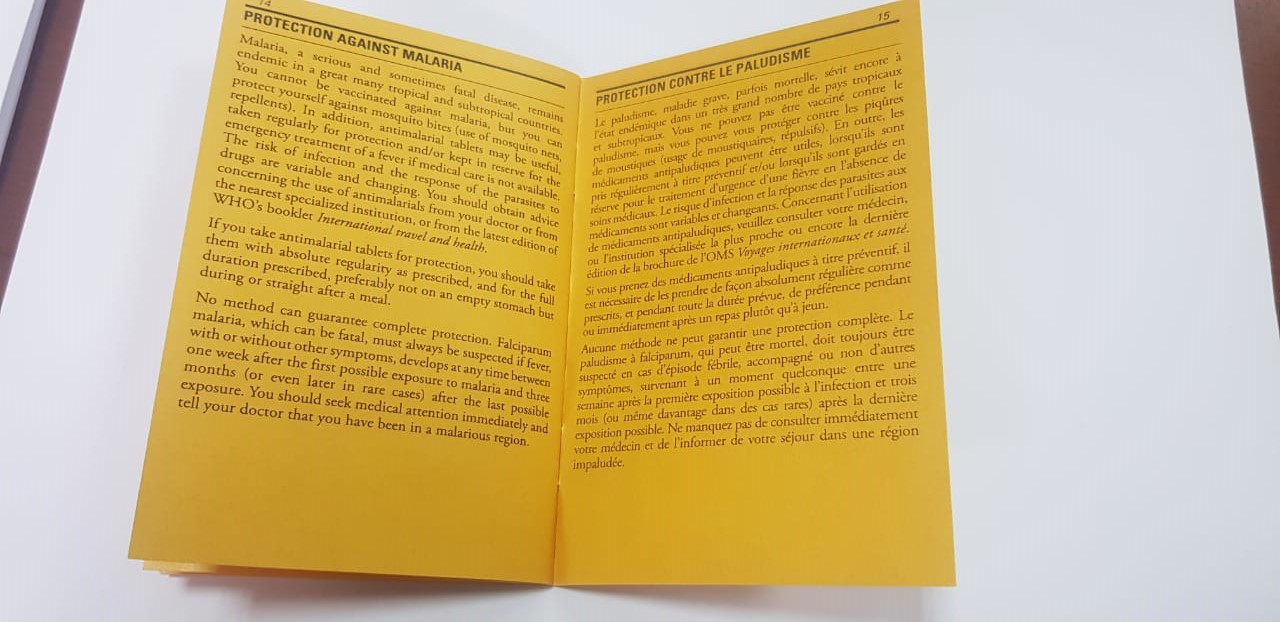 14
PROTECTION AGAINST MALARIA
Malaria, a serious and sometimes fatal disease, remains
endemic in a great many tropical and subtropical countries.
You cannot be vaccinated against malaria, but you can
protect yourself against mosquito bites (use of mosquito nets,
repellents). In addition, antimalarial tablets may be useful,
taken regularly for protection and/or kept in reserve for the
emergency treatment of a fever if medical care is not available.
The risk of infection and the response of the parasites to
drugs are variable and changing. You should obtain advice
concerning the use of antimalarials from your doctor or from
the nearest specialized institution, or from the latest edition of
WHO's booklet International travel and health.
If you take antimalarial tablets for protection, you should take
them with absolute regularity as prescribed, and for the full
duration prescribed, preferably not on an empty stomach but
during or straight after a meal.
No method can guarantee complete protection. Falciparum
malaria, which can be fatal, must always be suspected if fever,
with or without other symptoms, develops at any time between
one week after the first possible exposure to malaria and three
months (or even later in rare cases) after the last possible
exposure. You should seek medical attention immediately and
tell your doctor that you have been in a malarious region.
15
PROTECTION CONTRE LE PALUDISME
Le paludisme, maladie grave, parfois mortelle, sévit encore à
l'état endémique dans un très grand nombre de pays tropicaux
et subtropicaux. Vous ne pouvez pas être vacciné contre le
paludisme, mais vous pouvez vous protéger contre les piqûres
de moustiques (usage de moustiquaires, répulsifs). En outre, les
médicaments antipaludiques peuvent être utiles, lorsqu'ils sont
pris régulièrement à titre préventif et/ou lorsqu'ils sont gardés en
réserve pour le traitement d'urgence d'une fièvre en l'absence de
soins médicaux. Le risque d'infection et la réponse des parasites aux
médicaments sont variables et changeants. Concernant l'utilisation
de médicaments antipaludiques, veuillez consulter votre médecin,
ou l'institution spécialisée la plus proche ou encore la dernière
édition de la brochure de l'OMS Voyages internationaux et santé.
Si vous prenez des médicaments antipaludiques à titre préventif, il
est nécessaire de les prendre de façon absolument régulière comme
prescrits, et pendant toute la durée prévue, de préférence pendant
ou immédiatement après un repas plutôt qu'à jeun.
Aucune méthode ne peut garantir une protection complète. Le
paludisme à falciparum, qui peut être mortel, doit toujours être
suspecté en cas d'épisode fébrile, accompagné ou non d'autres
symptômes, survenant à un moment quelconque entre une
semaine après la première exposition possible à l'infection et trois
mois (ou même davantage dans des cas rares) après la dernière
exposition possible. Ne manquez pas de consulter immédiatement
votre médecin et de l'informer de votre séjour dans une région
impaludée.